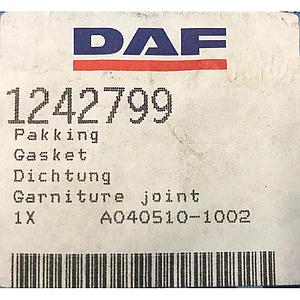 DAF
1242799
Pakking
Gasket
Dichtung
Garniture joint
1X A040510-1002